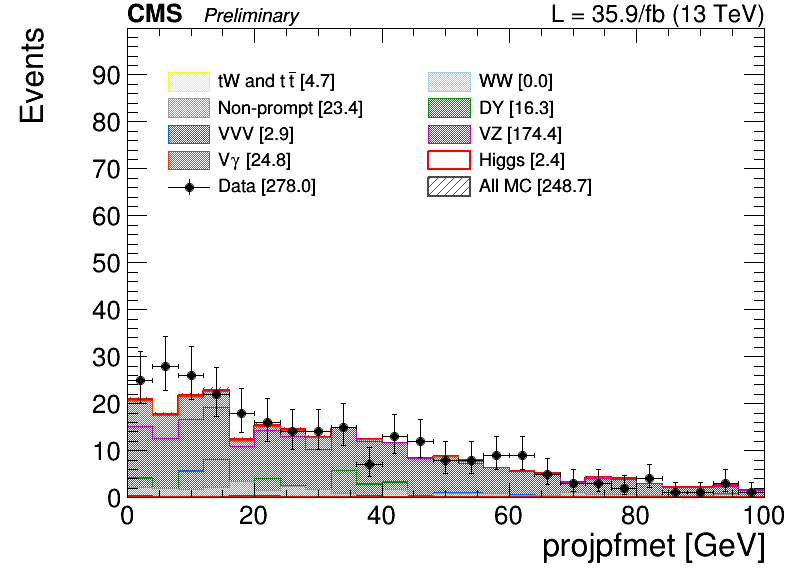 CMS Preliminary L = 35.9/fb (13 TeV)
Events
tW and t t̄ [4.7] WW [0.0]
Non-prompt [23.4] DY [16.3]
VVV [2.9] VZ [174.4]
Vγ [24.8] Higgs [2.4]
Data [278.0] All MC [248.7]
90
80
70
60
50
40
30
20
10
0
0 20 40 60 80 100
projpfmet [GeV]